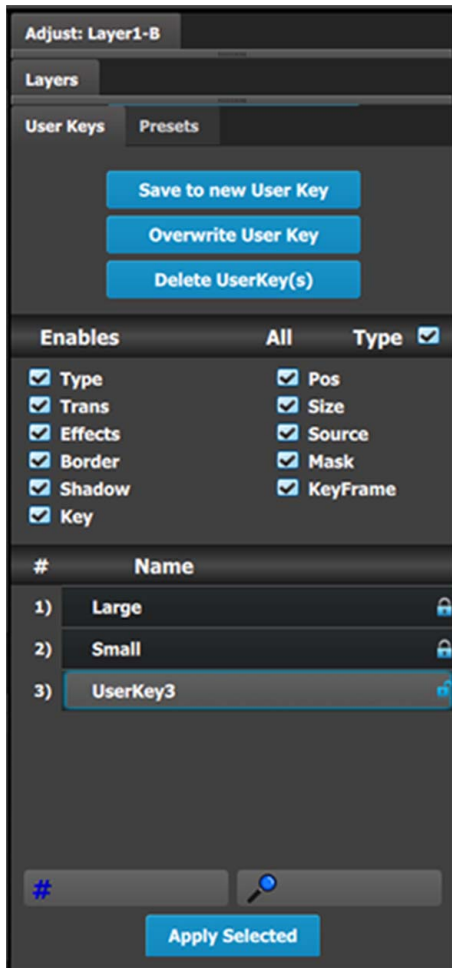 Adjust: Layer1-B
Layers
User Keys Presets
Save to new User Key
Overwrite User Key
Delete UserKey(s)
Enables All Type
Type Pos
Trans Size
Effects Source
Border Mask
Shadow KeyFrame
Key
# Name
1) Large
2) Small
3) UserKey3
#
Apply Selected